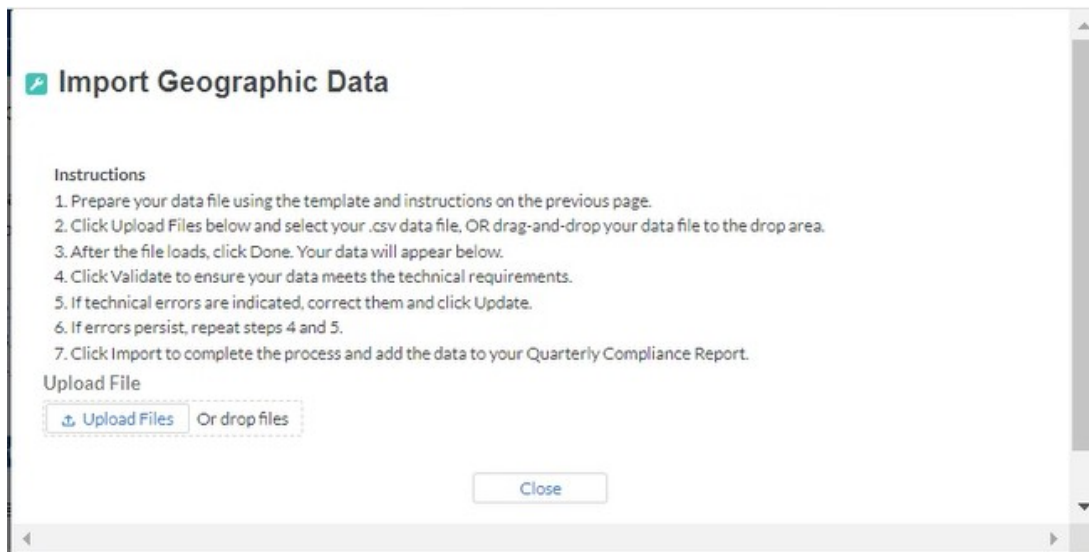 Import Geographic Data
Instructions
1. Prepare your data file using the template and instructions on the previous page.
2. Click Upload Files below and select your .csv data file, OR drag-and-drop your data file to the drop area.
3. After the file loads, click Done. Your data will appear below.
4. Click Validate to ensure your data meets the technical requirements.
5. If technical errors are indicated, correct them and click Update.
6. If errors persist, repeat steps 4 and 5.
7. Click Import to complete the process and add the data to your Quarterly Compliance Report.
Upload File
Upload Files Or drop files
Close